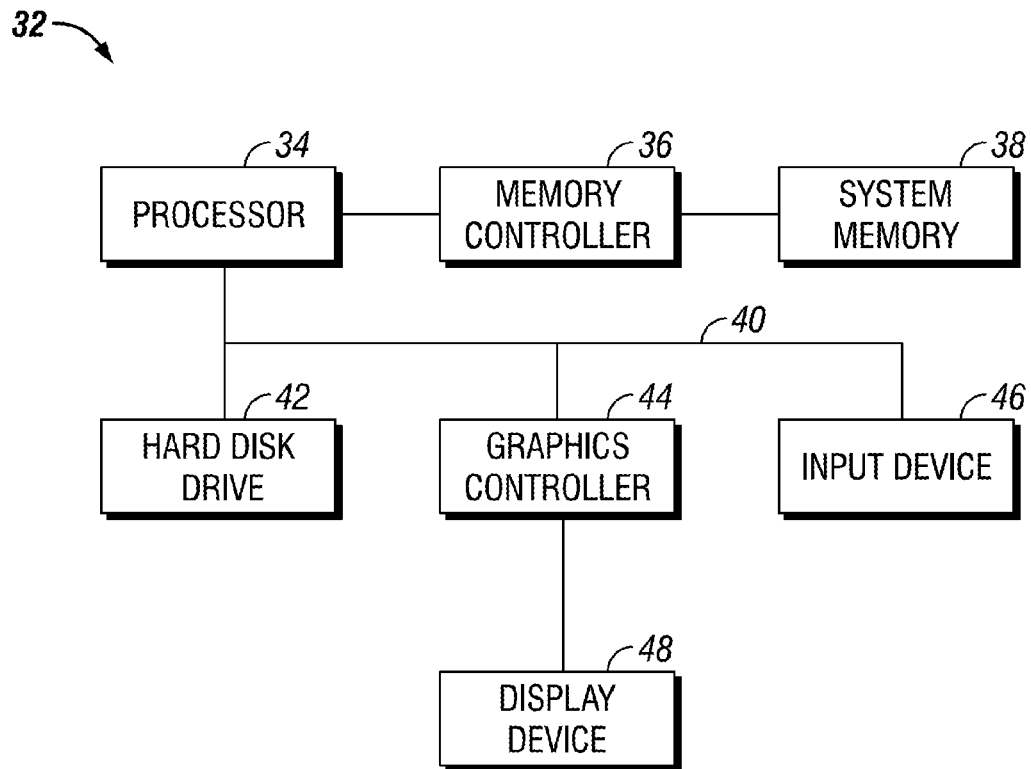 32
34
36
38
PROCESSOR
MEMORY
CONTROLLER
SYSTEM
MEMORY
40
42
44
46
HARD DISK
DRIVE
GRAPHICS
CONTROLLER
INPUT DEVICE
48
DISPLAY
DEVICE